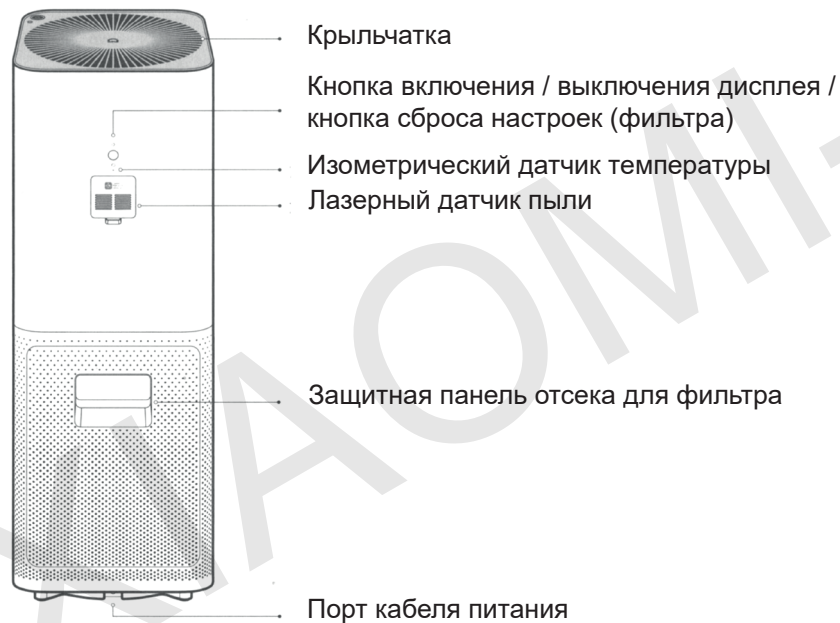 Крыльчатка
Кнопка включения / выключения дисплея /
кнопка сброса настроек (фильтра)
Изометрический датчик температуры
Лазерный датчик пыли
Защитная панель отсека для фильтра
Порт кабеля питания
XIAOMI-